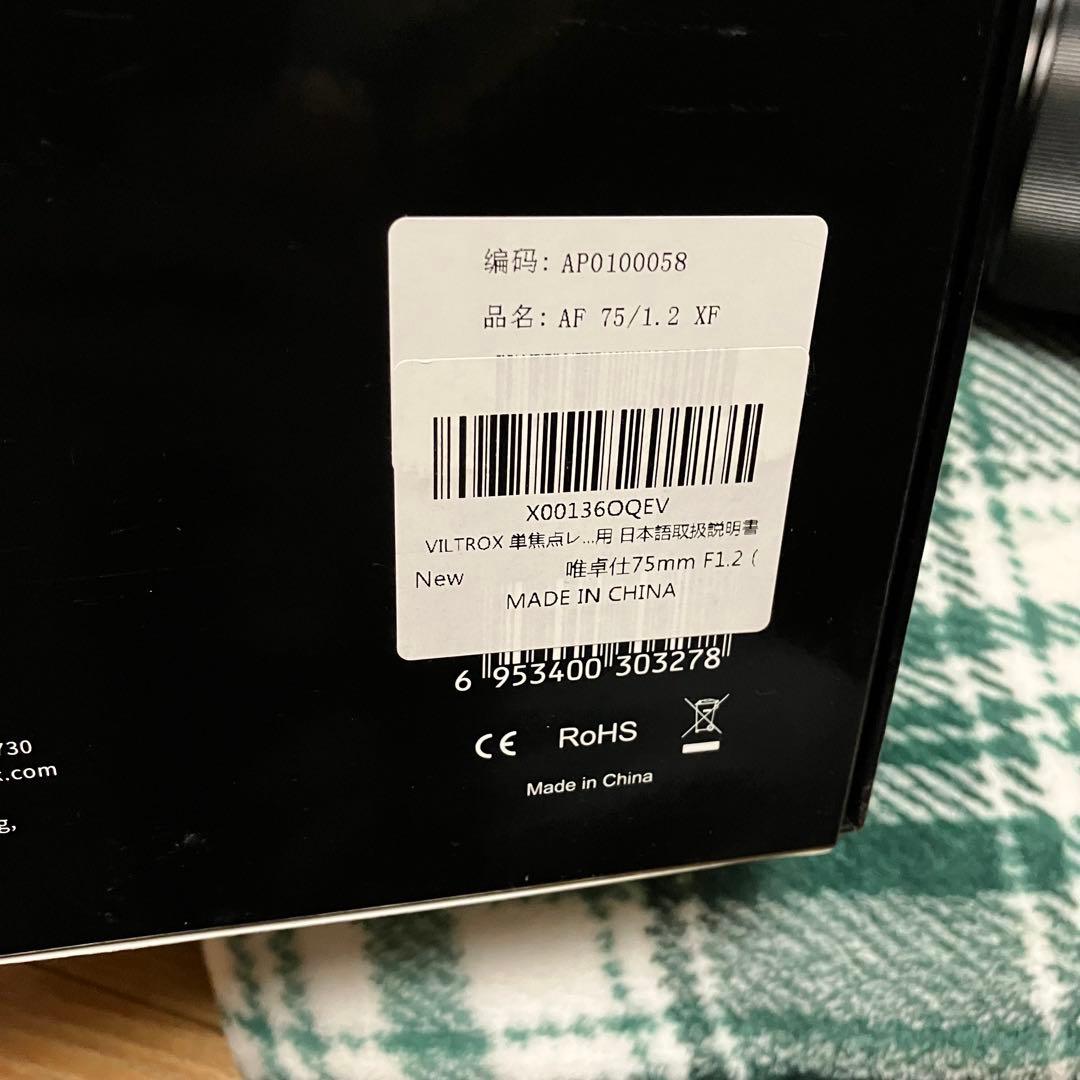 编码: AP0100058
品名: AF 75/1.2 XF
X00136OQEV
VILTROX 単焦点レ...用 日本語取扱説明書
New 唯卓仕75mm F1.2 (
MADE IN CHINA
6 953400 303278
CE RoHS
Made in China
730
.com
g,